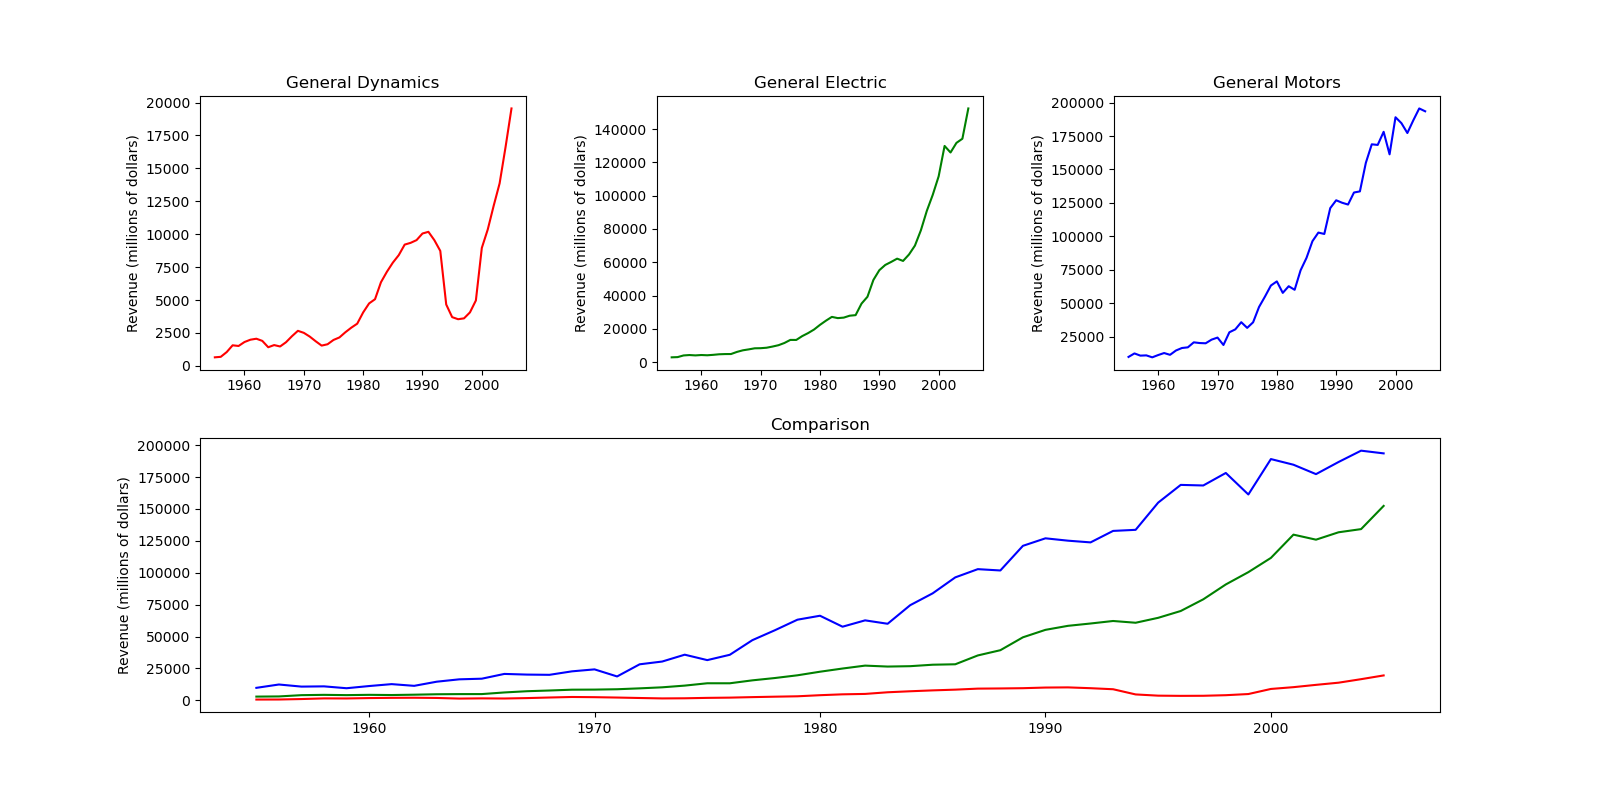 General Dynamics
Revenue (millions of dollars)
20000
17500
15000
12500
10000
7500
5000
2500
0
1960 1970 1980 1990 2000
General Electric
Revenue (millions of dollars)
140000
120000
100000
80000
60000
40000
20000
0
1960 1970 1980 1990 2000
General Motors
Revenue (millions of dollars)
200000
175000
150000
125000
100000
75000
50000
25000
1960 1970 1980 1990 2000
Comparison
Revenue (millions of dollars)
200000
175000
150000
125000
100000
75000
50000
25000
0
1960 1970 1980 1990 2000